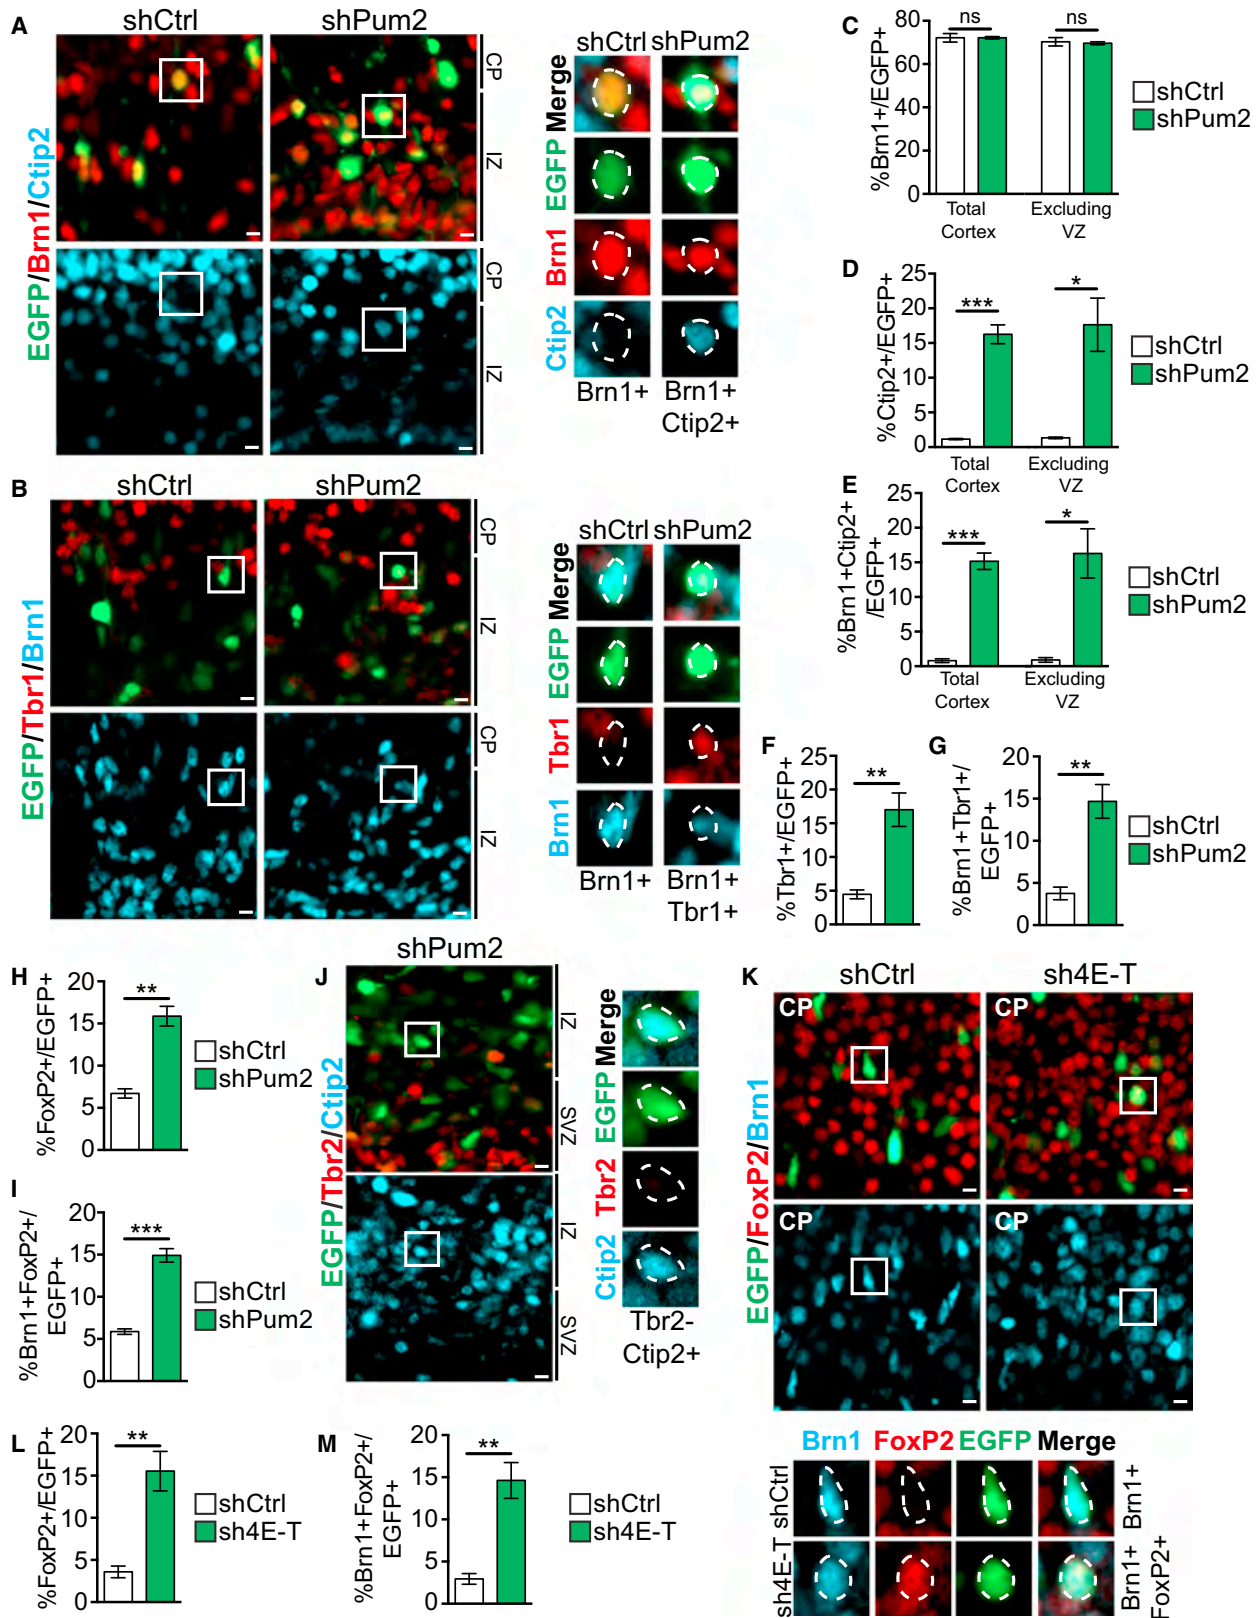 A
shCtrl
shPum2
EGFP/Brn1/Ctip2
CP
IZ
CP
IZ
shCtrl shPum2
Merge
EGFP
Brn1
Ctip2
Brn1+
Brn1+
Ctip2+
B
shCtrl
shPum2
EGFP/Tbr1/Brn1
CP
IZ
CP
IZ
shCtrl shPum2
Merge
EGFP
Tbr1
Brn1
Brn1+
Brn1+
Tbr1+
C
%Brn1+/EGFP+
80
60
40
20
0
ns
ns
Total
Cortex
Excluding
VZ
shCtrl
shPum2
D
%Ctip2+/EGFP+
25
20
15
10
5
0
***
*
Total
Cortex
Excluding
VZ
shCtrl
shPum2
E
%Brn1+Ctip2+
/EGFP+
25
20
15
10
5
0
***
*
Total
Cortex
Excluding
VZ
shCtrl
shPum2
F
%Tbr1+/EGFP+
25
20
15
10
5
0
**
G
%Brn1+Tbr1+/
EGFP+
20
15
10
5
0
**
shCtrl
shPum2
H
%FoxP2+/EGFP+
20
15
10
5
0
**
shCtrl
shPum2
I
%Brn1+FoxP2+/
EGFP+
20
15
10
5
0
***
shCtrl
shPum2
J
shPum2
EGFP/Tbr2/Ctip2
IZ
SVZ
IZ
SVZ
Merge
EGFP
Tbr2
Ctip2
Tbr2-
Ctip2+
K
shCtrl
sh4E-T
EGFP/FoxP2/Brn1
CP
CP
CP
CP
Brn1 FoxP2 EGFP Merge
shCtrl
Brn1+
sh4E-T
Brn1+
FoxP2+
L
%FoxP2+/EGFP+
20
15
10
5
0
**
shCtrl
sh4E-T
M
%Brn1+FoxP2+/
EGFP+
20
15
10
5
0
**
shCtrl
sh4E-T